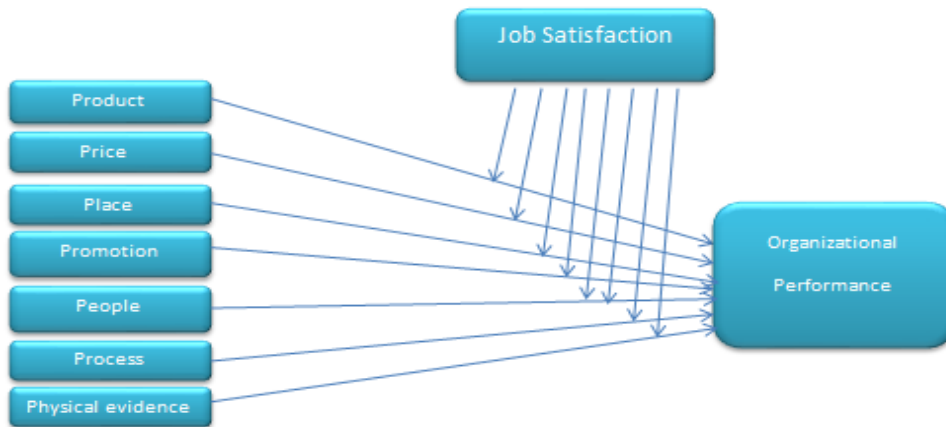 Job Satisfaction
Product
Price
Place
Promotion
People
Process
Physical evidence
Organizational
Performance